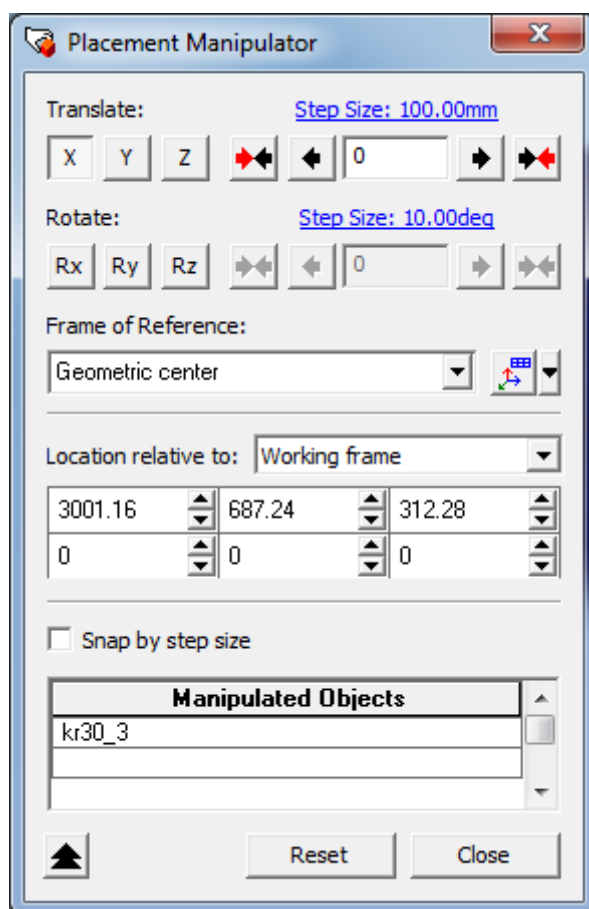 Placement Manipulator
Translate: Step Size: 100.00mm
X Y Z 0
Rotate: Step Size: 10.00deg
Rx Ry Rz 0
Frame of Reference:
Geometric center
Location relative to: Working frame
3001.16 687.24 312.28
0 0 0
Snap by step size
Manipulated Objects
kr30_3
Reset Close